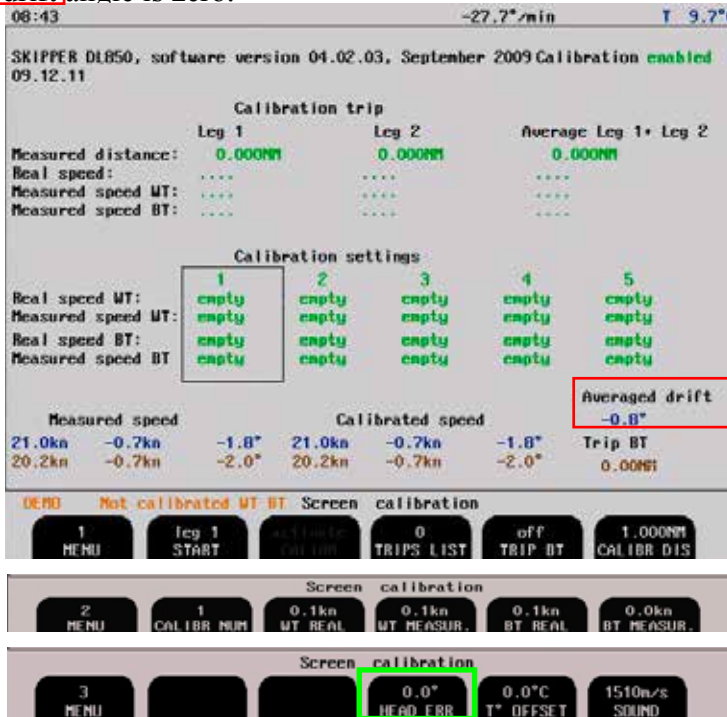 angle is zero.
08:43 -27.7°/min T 9.7°
SKIPPER DL850, software version 04.02.03, September 2009 Calibration enabled
09.12.11
Calibration trip
Leg 1 Leg 2 Average Leg 1+ Leg 2
Measured distance: 0.000NM 0.000NM 0.000NM
Real speed: .... .... ....
Measured speed WT: .... .... ....
Measured speed BT: .... .... ....
Calibration settings
1 2 3 4 5
Real speed WT: empty empty empty empty empty
Measured speed WT: empty empty empty empty empty
Real speed BT: empty empty empty empty empty
Measured speed BT empty empty empty empty empty
Averaged drift
Measured speed Calibrated speed -0.8°
21.0kn -0.7kn -1.8° 21.0kn -0.7kn -1.8° Trip BT
20.2kn -0.7kn -2.0° 20.2kn -0.7kn -2.0° 0.00NM
DEMO Not calibrated WT BT Screen calibration
1 leg 1 activate 0 off 1.000NM
MENU START TRIPS LIST TRIP BT CALIBR DIS
Screen calibration
2 1 0.1kn 0.1kn 0.1kn 0.0kn
MENU CALIBR NUM WT REAL WT MEASUR. BT REAL BT MEASUR.
Screen calibration
3 0.0° 0.0°C 1510m/s
MENU HEAD ERR T° OFFSET SOUND